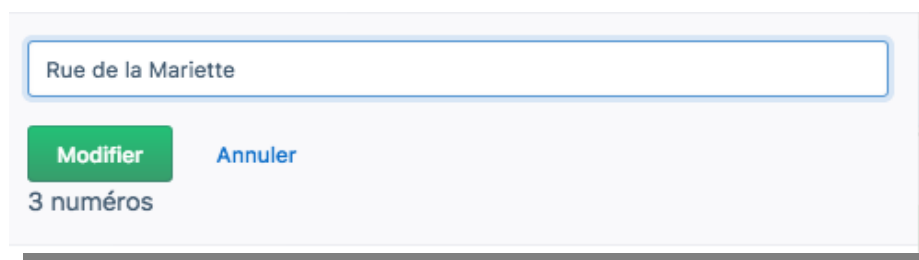 Rue de la Mariette
Modifier Annuler
3 numéros